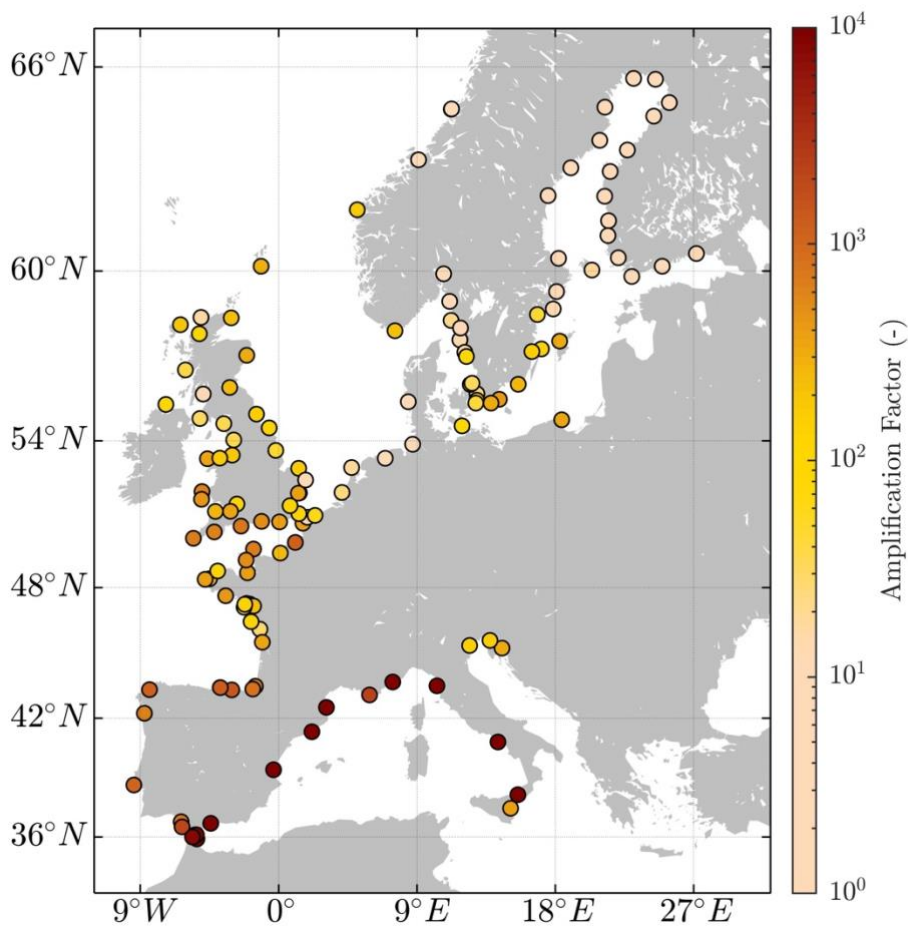 66°N
60°N
54°N
48°N
42°N
36°N
9°W 0° 9°E 18°E 27°E
10⁴
10³
10²
10¹
10⁰
Amplification Factor (-)